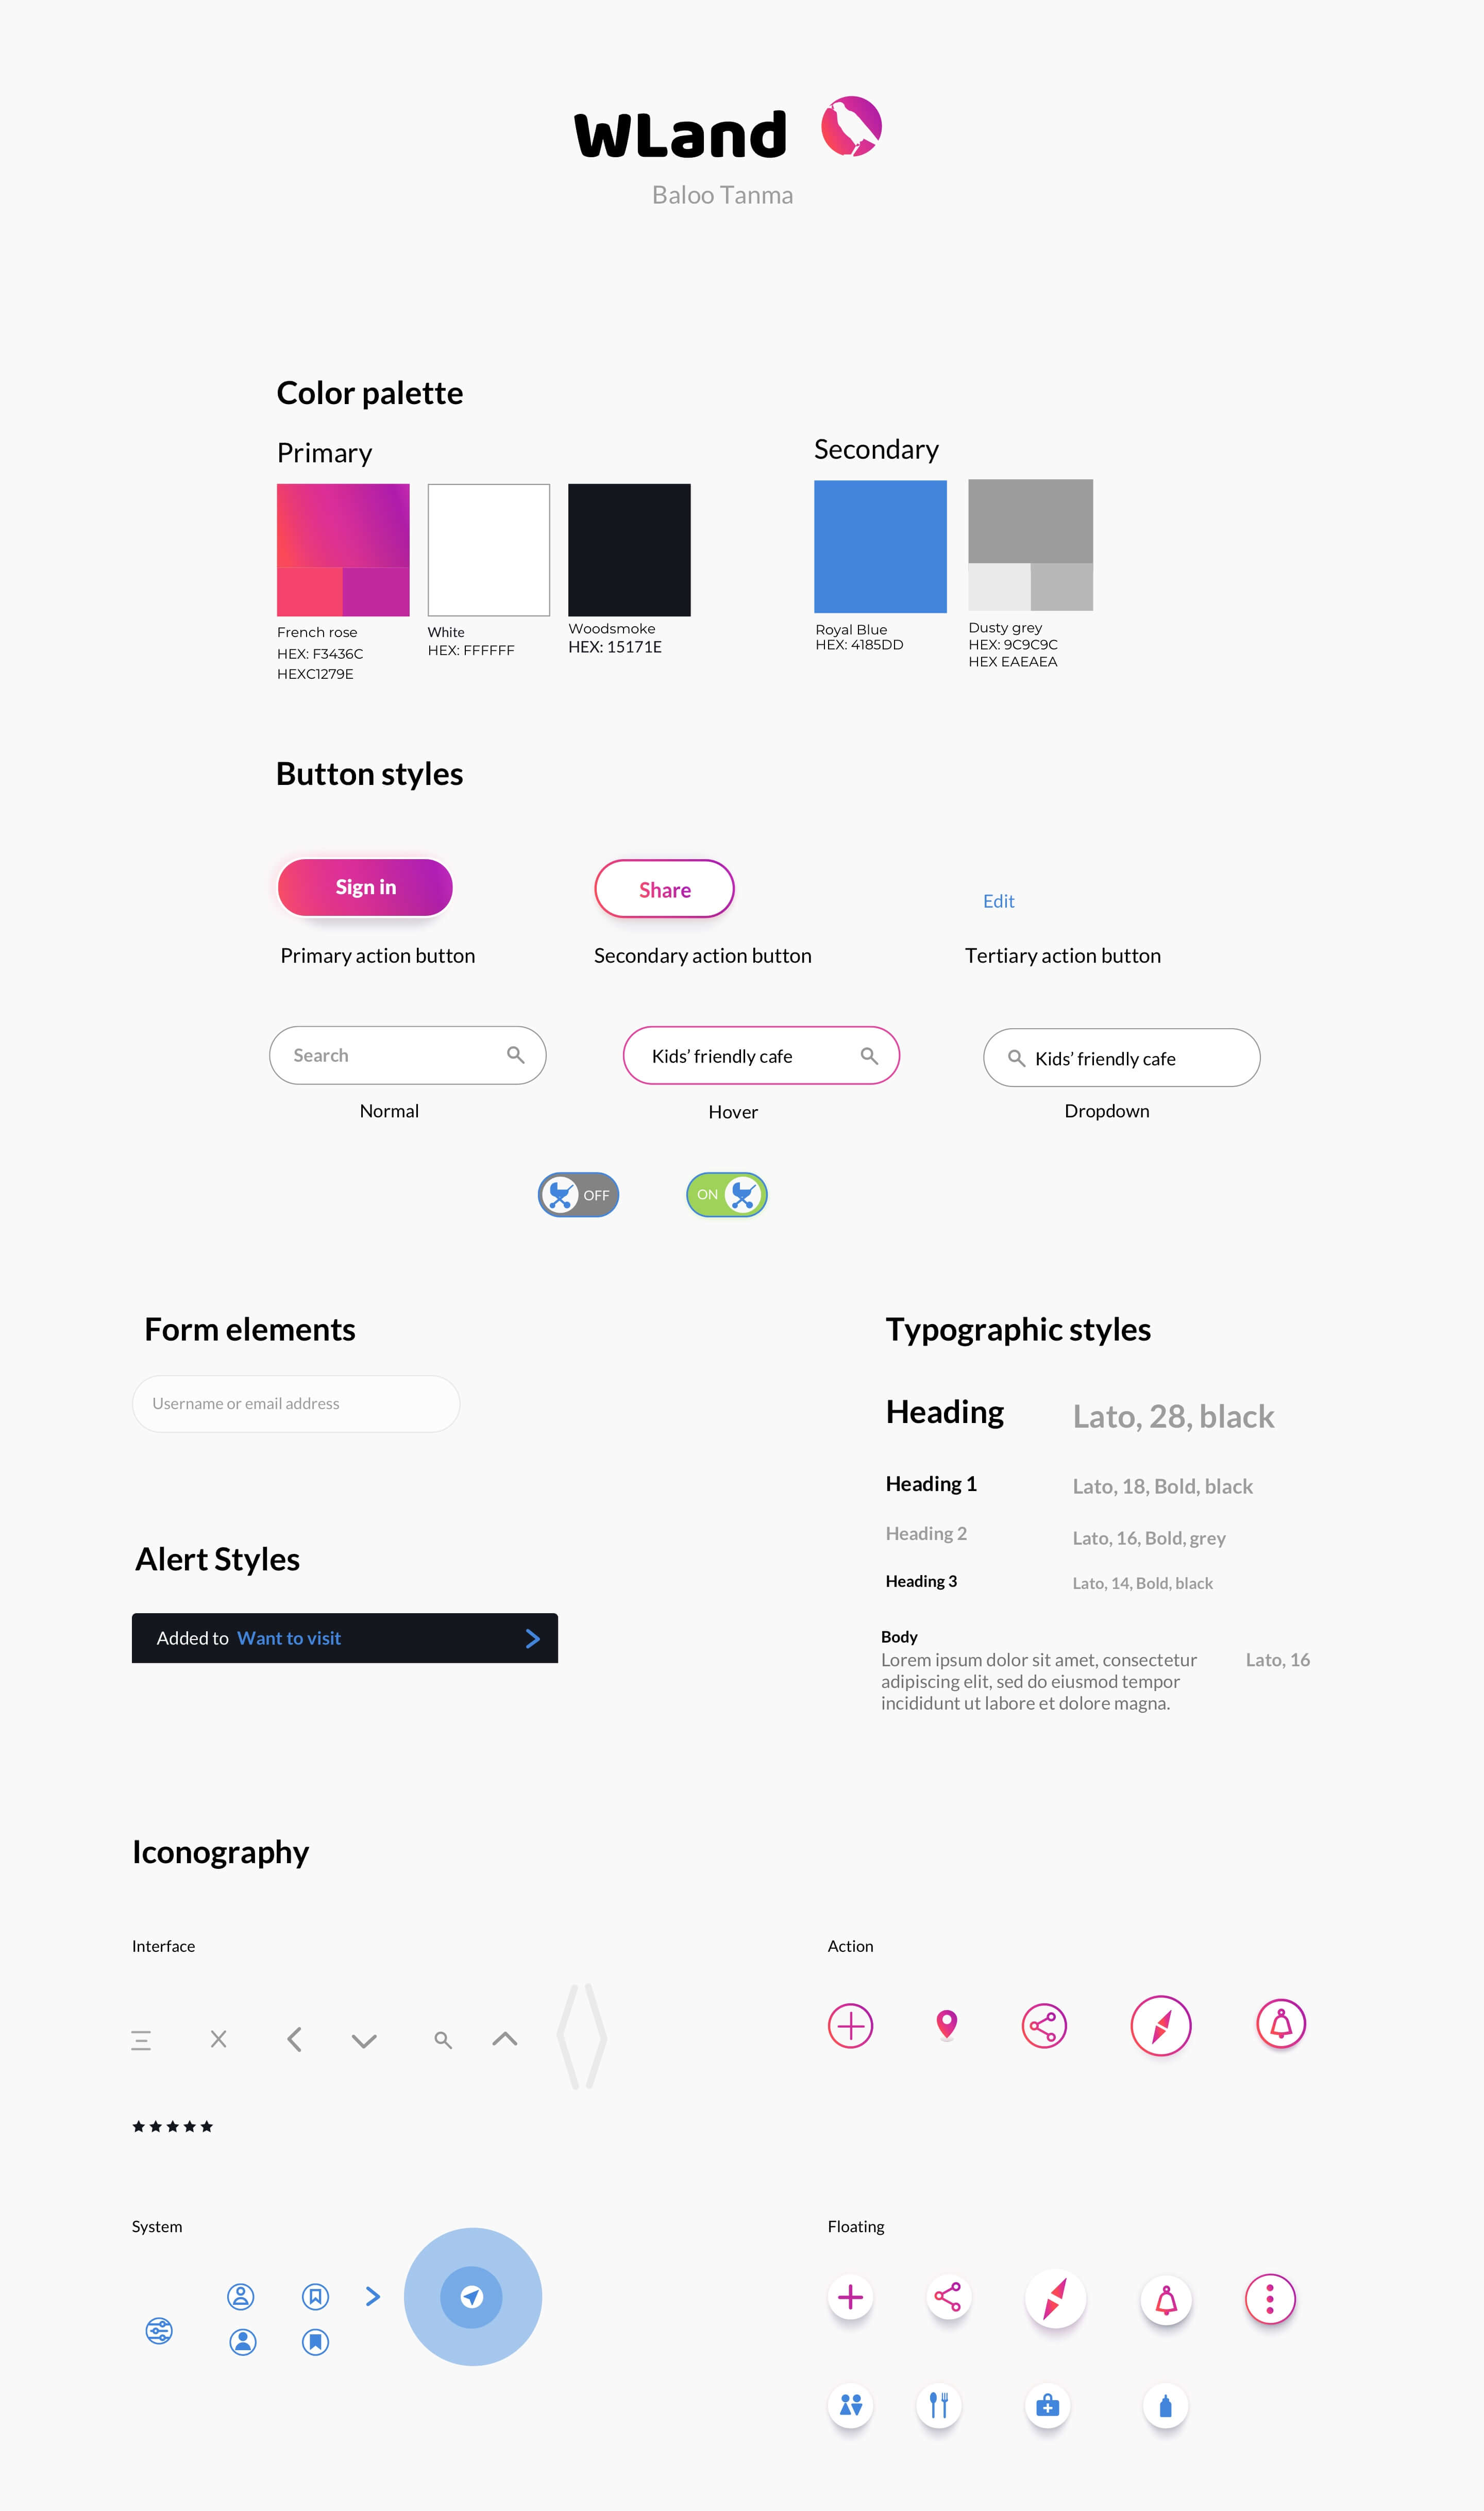 WLand
Baloo Tanma
Color palette
Primary
Secondary
French rose
HEX: F3436C
HEXC1279E
White
HEX: FFFFFF
Woodsmoke
HEX: 15171E
Royal Blue
HEX: 4185DD
Dusty grey
HEX: 9C9C9C
HEX EAEAEA
Button styles
Sign in
Share
Edit
Primary action button
Secondary action button
Tertiary action button
Search
Kids’ friendly cafe
Kids’ friendly cafe
Normal
Hover
Dropdown
OFF
ON
Form elements
Username or email address
Alert Styles
Added to Want to visit
Typographic styles
Heading
Lato, 28, black
Heading 1
Lato, 18, Bold, black
Heading 2
Lato, 16, Bold, grey
Heading 3
Lato, 14, Bold, black
Body
Lorem ipsum dolor sit amet, consectetur
adipiscing elit, sed do eiusmod tempor
incididunt ut labore et dolore magna.
Lato, 16
Iconography
Interface
Action
System
Floating